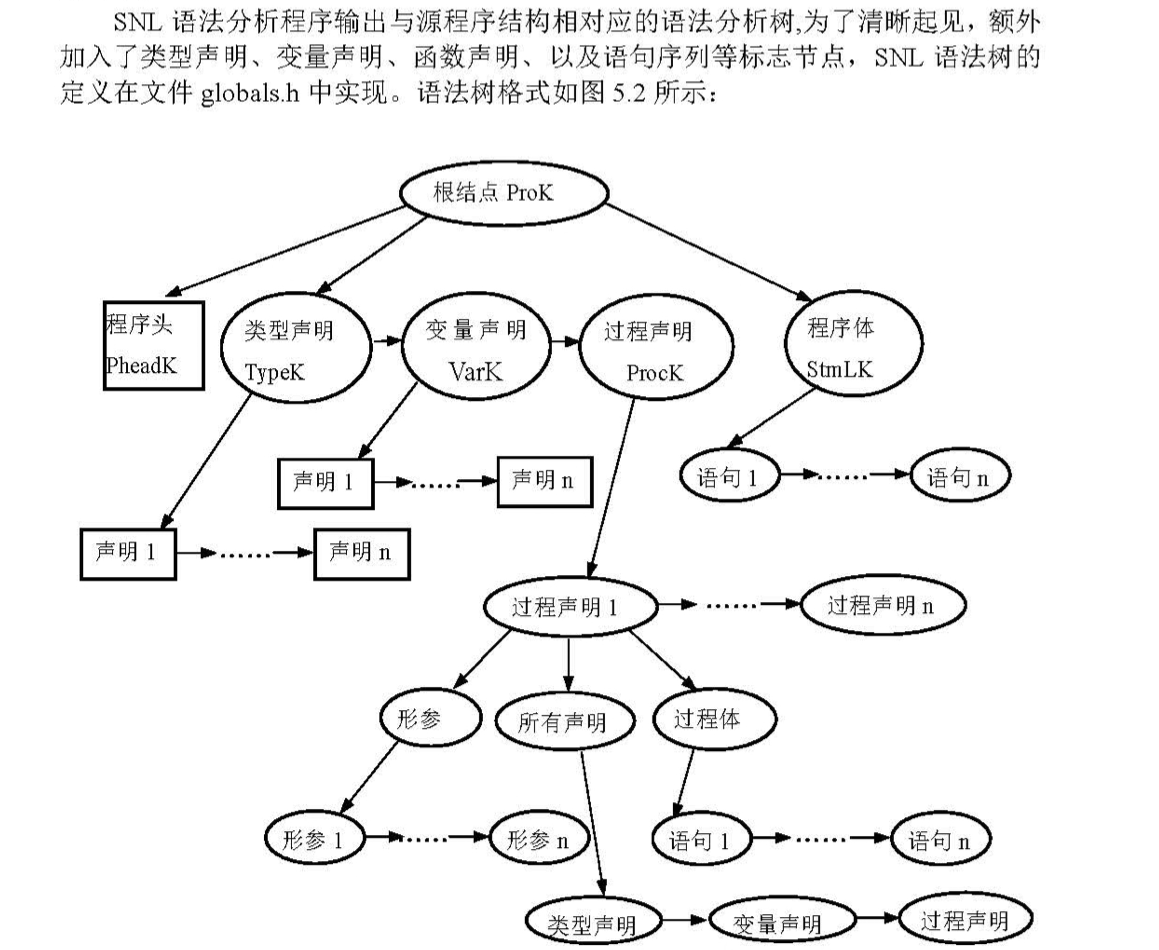 SNL 语法分析程序输出与源程序结构相对应的语法分析树,为了清晰起见，额外
加入了类型声明、变量声明、函数声明、以及语句序列等标志节点，SNL 语法树的
定义在文件 globals.h 中实现。语法树格式如图 5.2 所示：
根结点 ProK
程序头
PheadK
类型声明
TypeK
变量声明
VarK
过程声明
ProcK
程序体
StmLK
声明 1
......
声明 n
语句 1
......
语句 n
声明 1
......
声明 n
过程声明 1
......
过程声明 n
形参
所有声明
过程体
形参 1
......
形参 n
语句 1
......
语句 n
类型声明
变量声明
过程声明